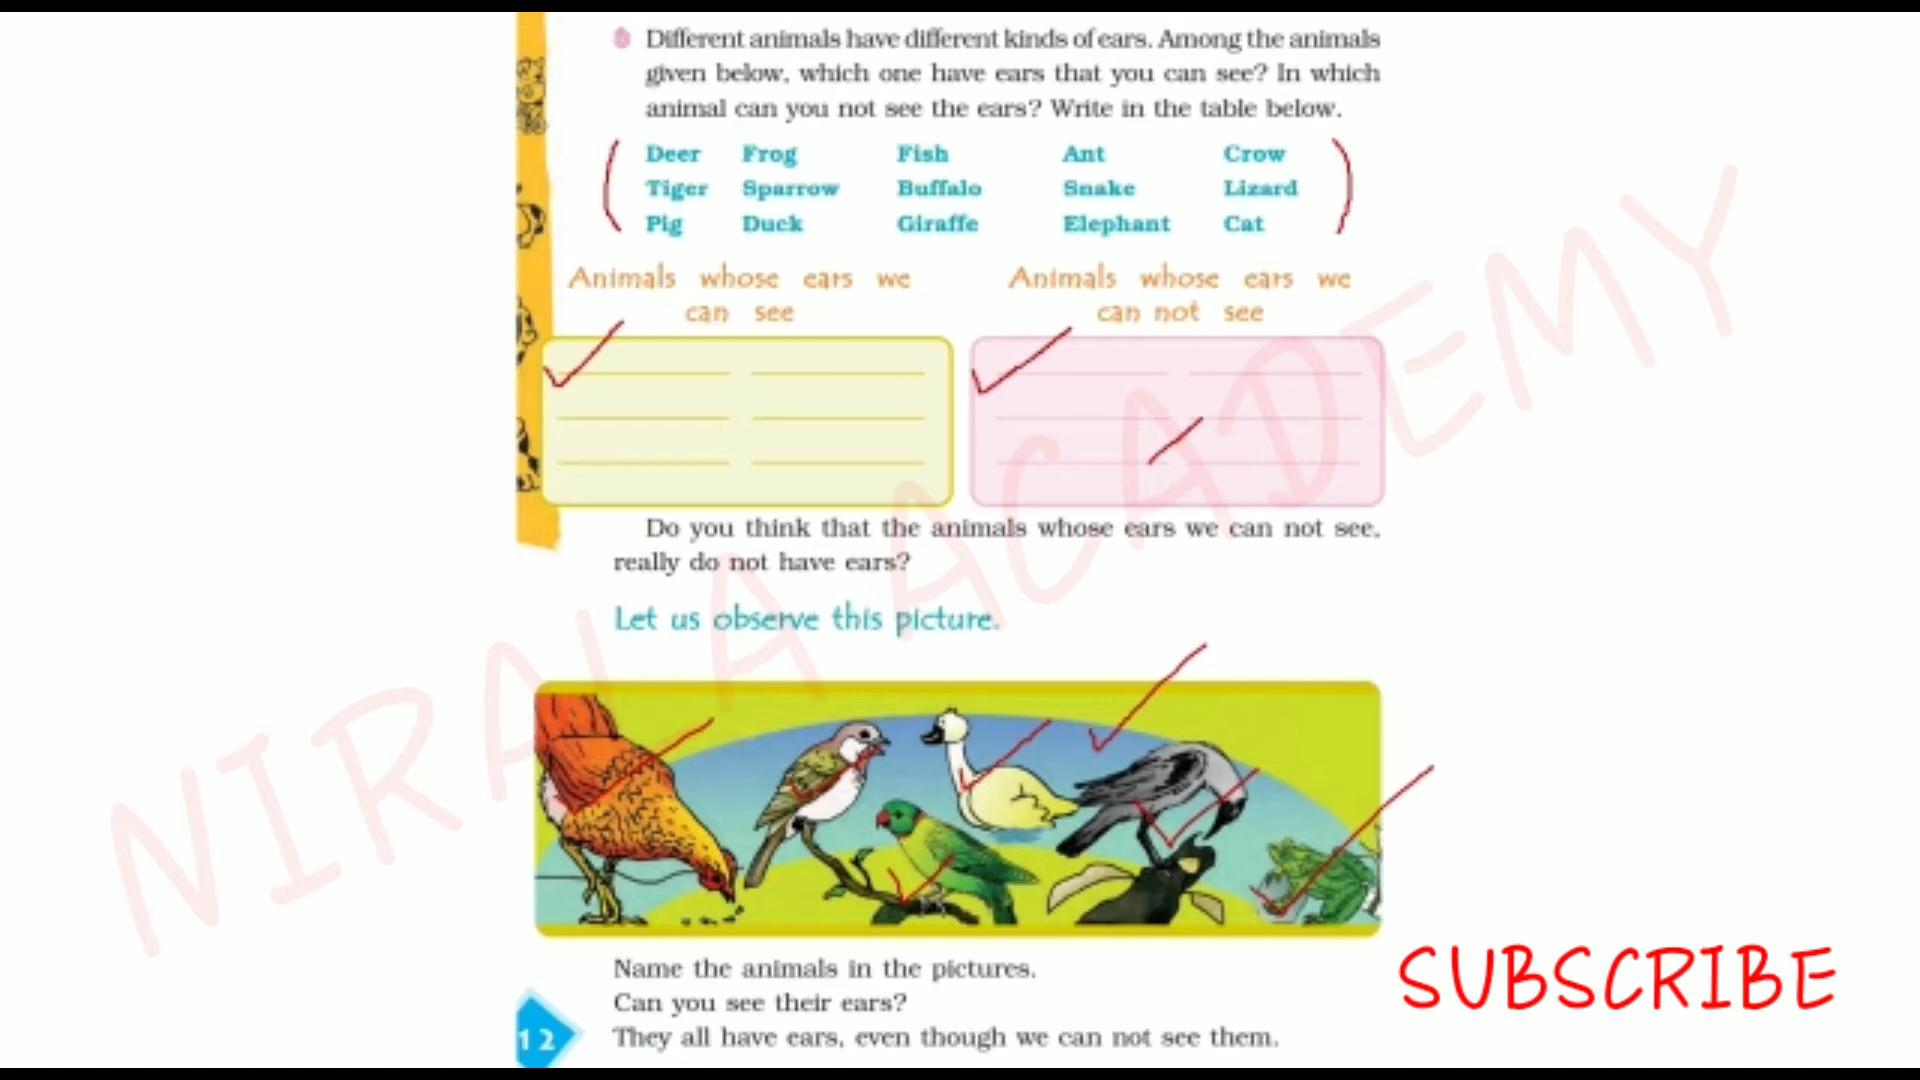 Different animals have different kinds of ears. Among the animals
given below, which one have ears that you can see? In which
animal can you not see the ears? Write in the table below.
Deer Frog Fish Ant Crow
Tiger Sparrow Buffalo Snake Lizard
Pig Duck Giraffe Elephant Cat
Animals whose ears we
can see
Animals whose ears we
can not see
Do you think that the animals whose ears we can not see,
really do not have ears?
Let us observe this picture.
Name the animals in the pictures.
Can you see their ears?
They all have ears, even though we can not see them.
12
SUBSCRIBE
NIRALA ACADEMY